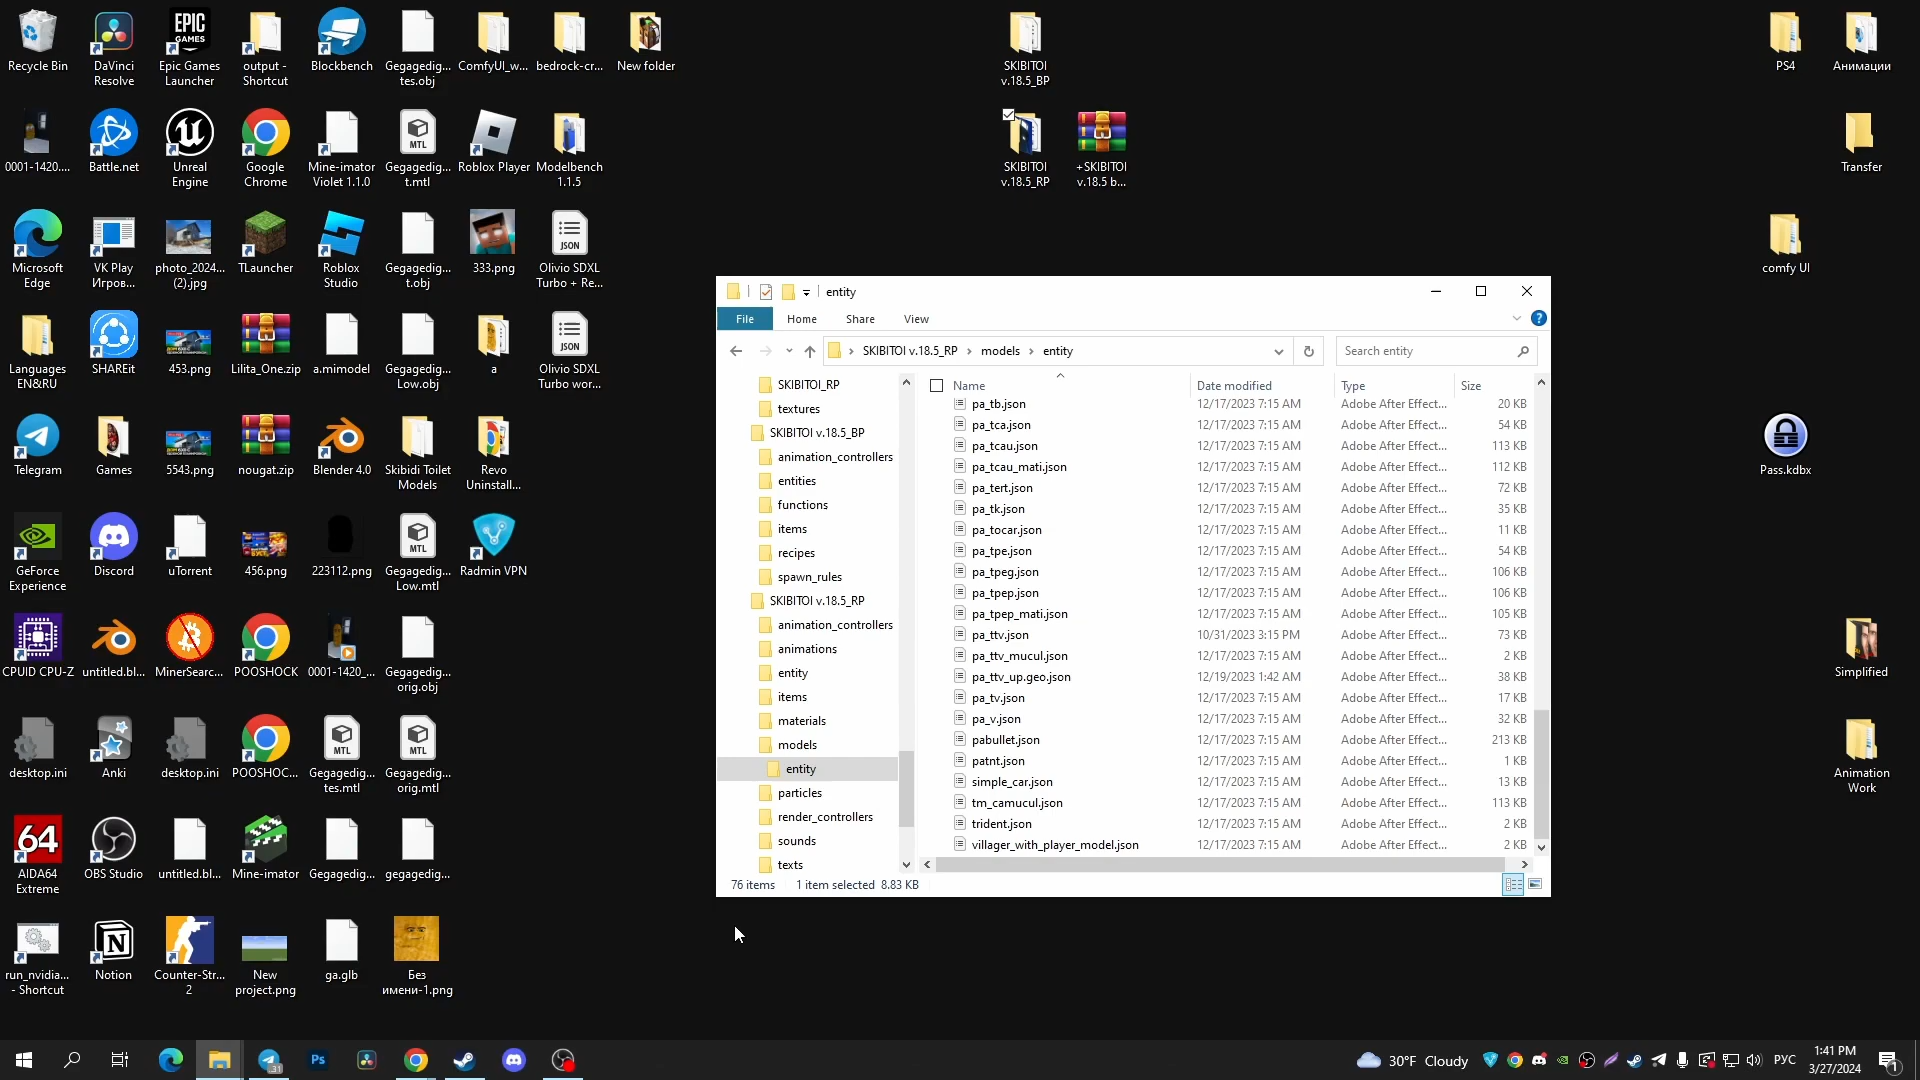 Recycle Bin
DaVinci
Resolve
Epic Games
Launcher
output -
Shortcut
Blockbench
Gegagedig...
tes.obj
ComfyUI_w...
bedrock-cr...
New folder
SKIBITOI
v.18.5_BP
PS4
Анимации
0001-1420....
Battle.net
Unreal
Engine
Google
Chrome
Mine-imator
Violet 1.1.0
MTL
Gegagedig...
t.mtl
Roblox Player
Modelbench
1.1.5
SKIBITOI
v.18.5_RP
+SKIBITOI
v.18.5 b...
Transfer
Microsoft
Edge
VK Play
Игров...
photo_2024...
(2).jpg
TLauncher
Roblox
Studio
Gegagedig...
t.obj
333.png
JSON
Olivio SDXL
Turbo + Re...
comfy UI
Languages
EN&RU
SHAREit
453.png
Lilita_One.zip
a.mimodel
Gegagedig...
Low.obj
a
JSON
Olivio SDXL
Turbo wor...
Telegram
Games
5543.png
nougat.zip
Blender 4.0
Skibidi Toilet
Models
Revo
Uninstall...
Pass.kdbx
GeForce
Experience
Discord
uTorrent
456.png
223112.png
MTL
Gegagedig...
Low.mtl
Radmin VPN
CPUID CPU-Z
untitled.bl...
MinerSearc...
POOSHOCK
0001-1420_...
Gegagedig...
orig.obj
Simplified
desktop.ini
Anki
desktop.ini
POOSHOC...
MTL
Gegagedig...
tes.mtl
MTL
Gegagedig...
orig.mtl
Animation
Work
64
AIDA64
Extreme
OBS Studio
untitled.bl...
Mine-imator
Gegagedig...
gegagedig...
run_nvidia...
- Shortcut
Notion
Counter-Str...
2
New
project.png
ga.glb
Без
имени-1.png
entity
File Home Share View
SKIBITOI v.18.5_RP › models › entity
Search entity
SKIBITOI_RP
textures
SKIBITOI v.18.5_BP
animation_controllers
entities
functions
items
recipes
spawn_rules
SKIBITOI v.18.5_RP
animation_controllers
animations
entity
items
materials
models
entity
particles
render_controllers
sounds
texts
Name Date modified Type Size
pa_tb.json 12/17/2023 7:15 AM Adobe After Effect... 20 KB
pa_tca.json 12/17/2023 7:15 AM Adobe After Effect... 54 KB
pa_tcau.json 12/17/2023 7:15 AM Adobe After Effect... 113 KB
pa_tcau_mati.json 12/17/2023 7:15 AM Adobe After Effect... 112 KB
pa_tert.json 12/17/2023 7:15 AM Adobe After Effect... 72 KB
pa_tk.json 12/17/2023 7:15 AM Adobe After Effect... 35 KB
pa_tocar.json 12/17/2023 7:15 AM Adobe After Effect... 11 KB
pa_tpe.json 12/17/2023 7:15 AM Adobe After Effect... 54 KB
pa_tpeg.json 12/17/2023 7:15 AM Adobe After Effect... 106 KB
pa_tpep.json 12/17/2023 7:15 AM Adobe After Effect... 106 KB
pa_tpep_mati.json 12/17/2023 7:15 AM Adobe After Effect... 105 KB
pa_ttv.json 10/31/2023 3:15 PM Adobe After Effect... 73 KB
pa_ttv_mucul.json 12/17/2023 7:15 AM Adobe After Effect... 2 KB
pa_ttv_up.geo.json 12/19/2023 1:42 AM Adobe After Effect... 38 KB
pa_tv.json 12/17/2023 7:15 AM Adobe After Effect... 17 KB
pa_v.json 12/17/2023 7:15 AM Adobe After Effect... 32 KB
pabullet.json 12/17/2023 7:15 AM Adobe After Effect... 213 KB
patnt.json 12/17/2023 7:15 AM Adobe After Effect... 1 KB
simple_car.json 12/17/2023 7:15 AM Adobe After Effect... 13 KB
tm_camucul.json 12/17/2023 7:15 AM Adobe After Effect... 113 KB
trident.json 12/17/2023 7:15 AM Adobe After Effect... 2 KB
villager_with_player_model.json 12/17/2023 7:15 AM Adobe After Effect... 2 KB
76 items 1 item selected 8.83 KB
Ps
30°F Cloudy
РУС
1:41 PM
3/27/2024